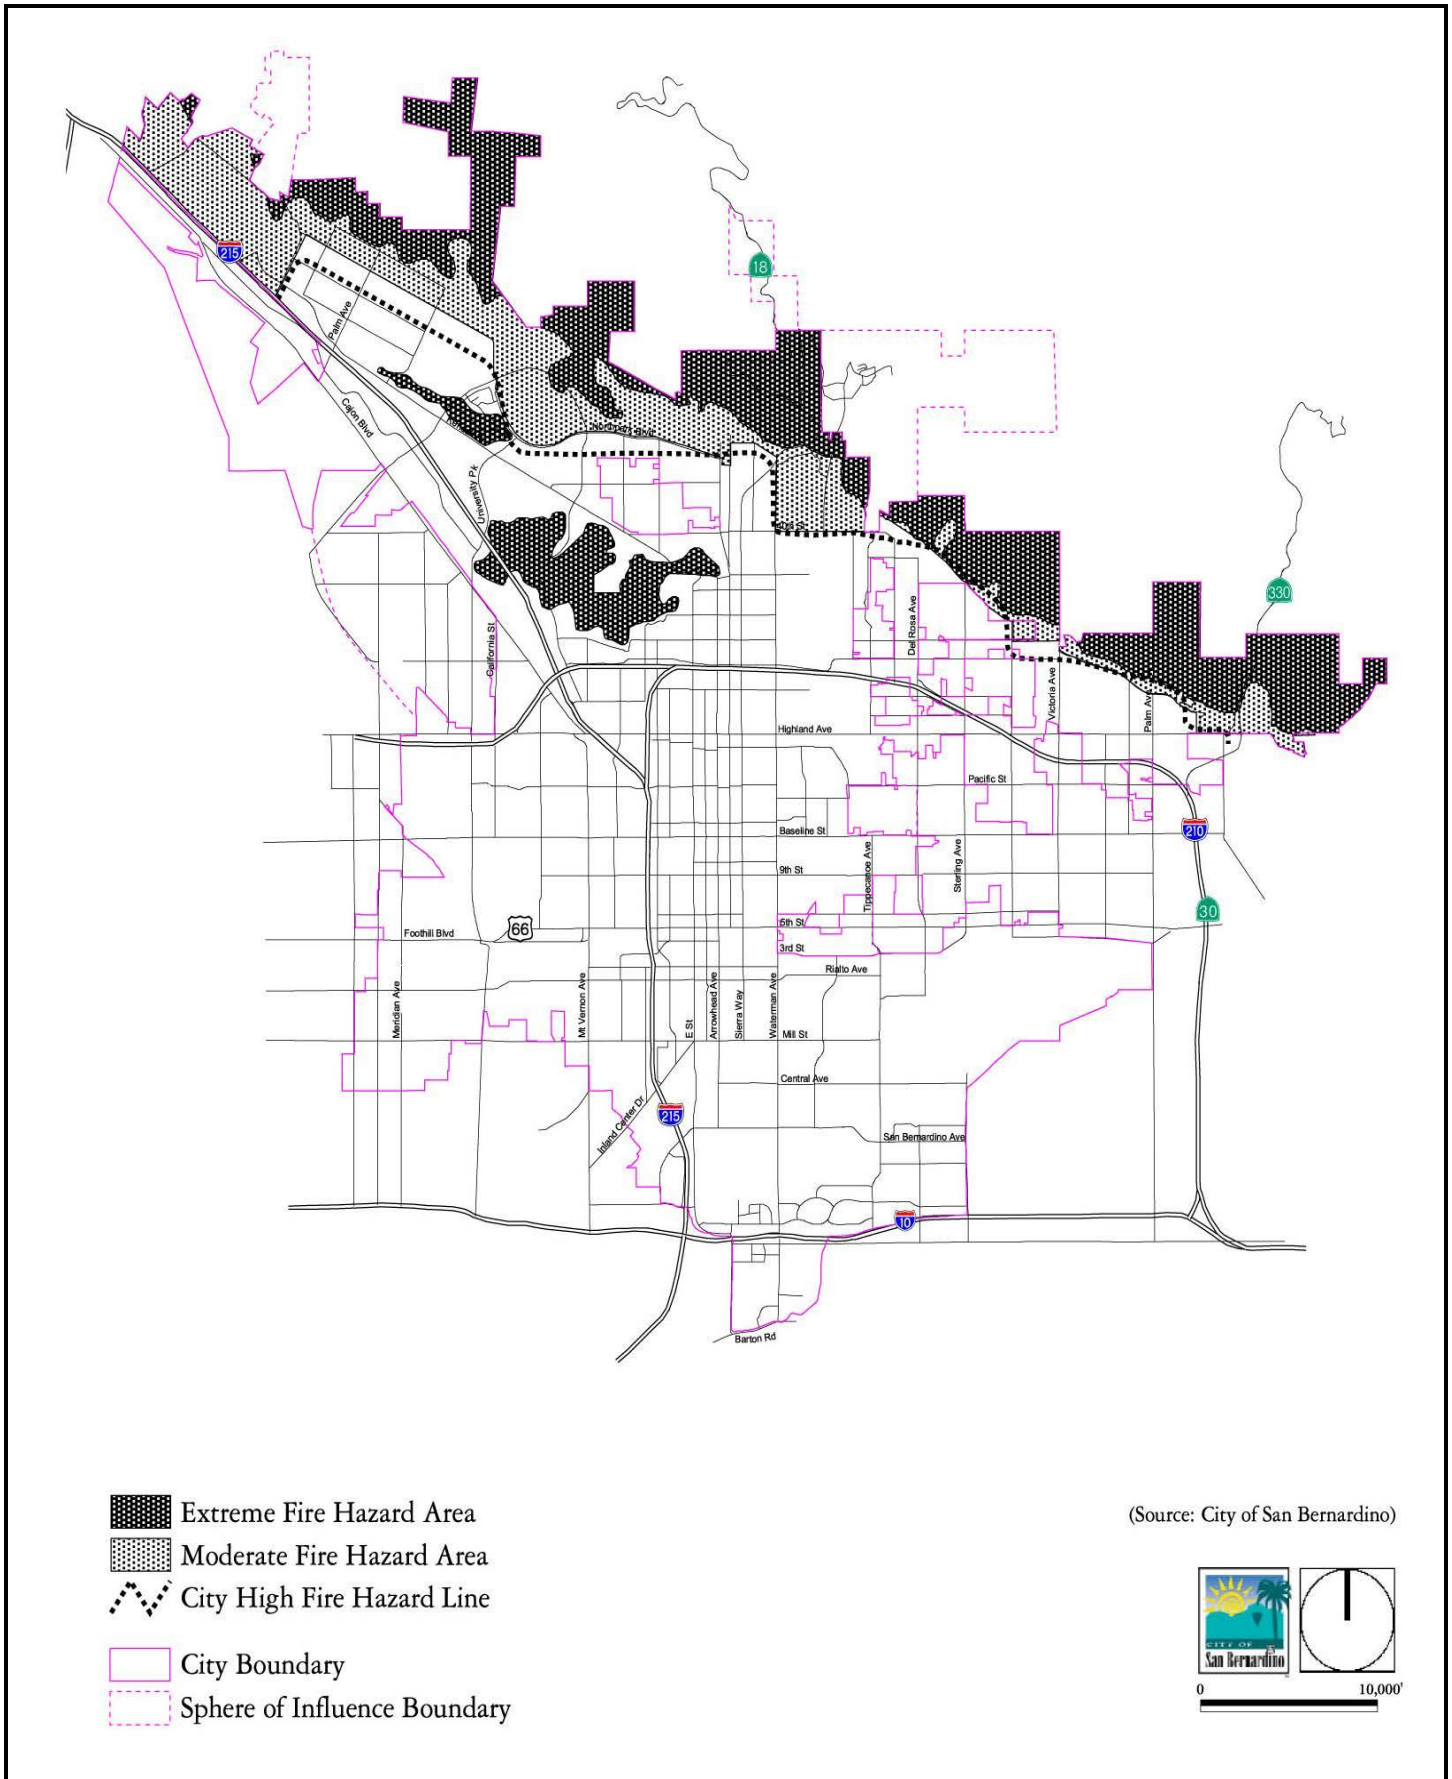 215
18
Palm Ave
Cajon Blvd
Northpark Blvd
University Pk
40th St
330
Del Rosa Ave
California St
Victoria Ave
Palm Ave
Highland Ave
Pacific St
Baseline St
210
9th St
Tippecanoe Ave
Sterling Ave
30
5th St
Foothill Blvd
66
3rd St
Rialto Ave
Meridian Ave
Mt Vernon Ave
E St
Arrowhead Ave
Sierra Way
Waterman Ave
Mill St
Central Ave
215
Inland Center Dr
San Bernardino Ave
10
Barton Rd
Extreme Fire Hazard Area
Moderate Fire Hazard Area
City High Fire Hazard Line
City Boundary
Sphere of Influence Boundary
(Source: City of San Bernardino)
CITY OF
San Bernardino
0 10,000'